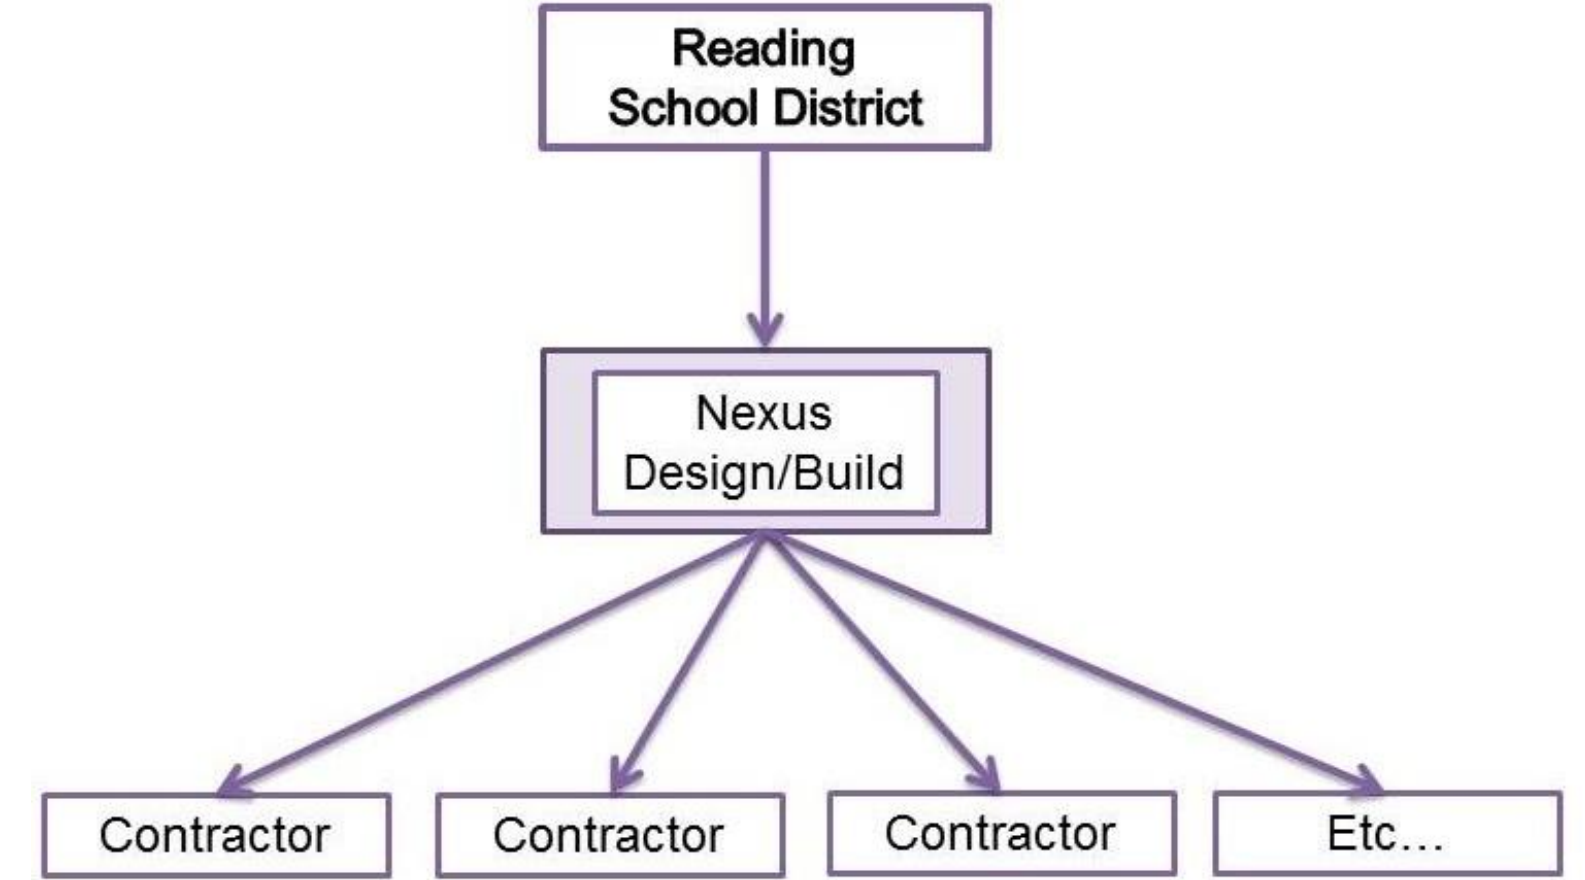 Reading
School District
Nexus
Design/Build
Contractor
Contractor
Contractor
Etc...